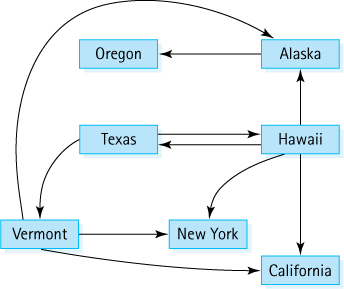 Oregon
Alaska
Texas
Hawaii
Vermont
New York
California